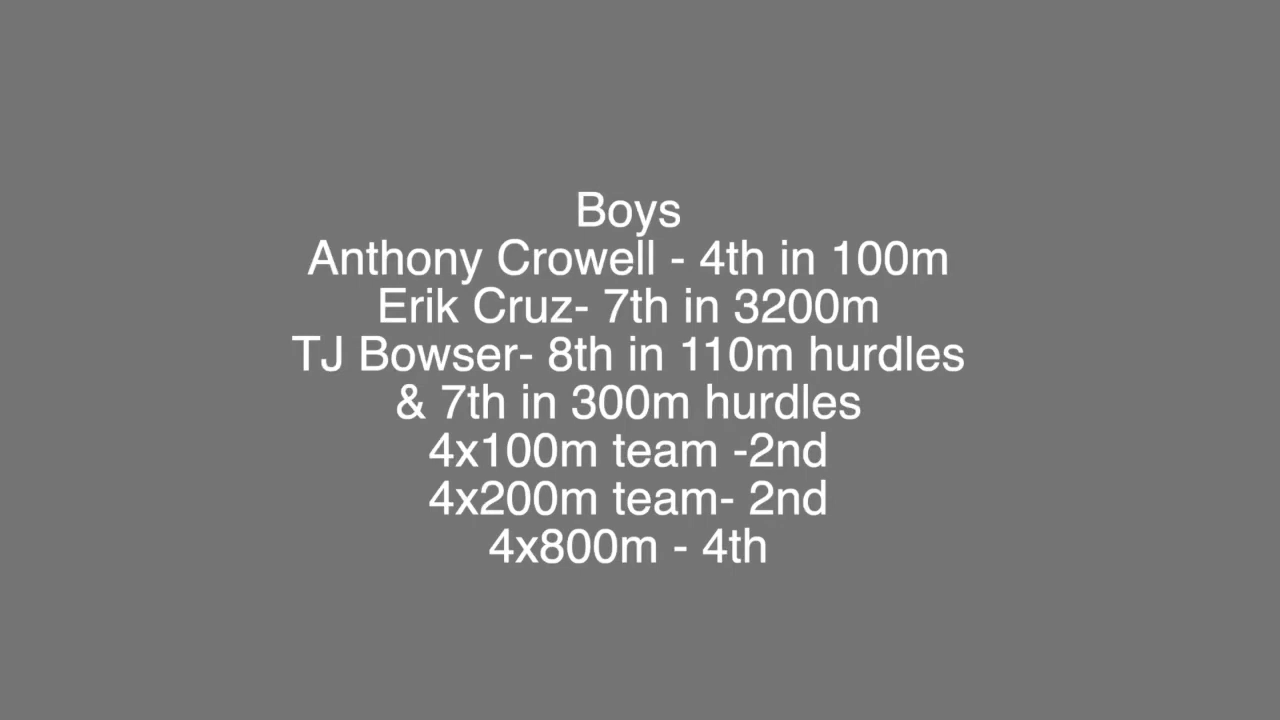 Boys
Anthony Crowell - 4th in 100m
Erik Cruz- 7th in 3200m
TJ Bowser- 8th in 110m hurdles
& 7th in 300m hurdles
4x100m team -2nd
4x200m team- 2nd
4x800m - 4th